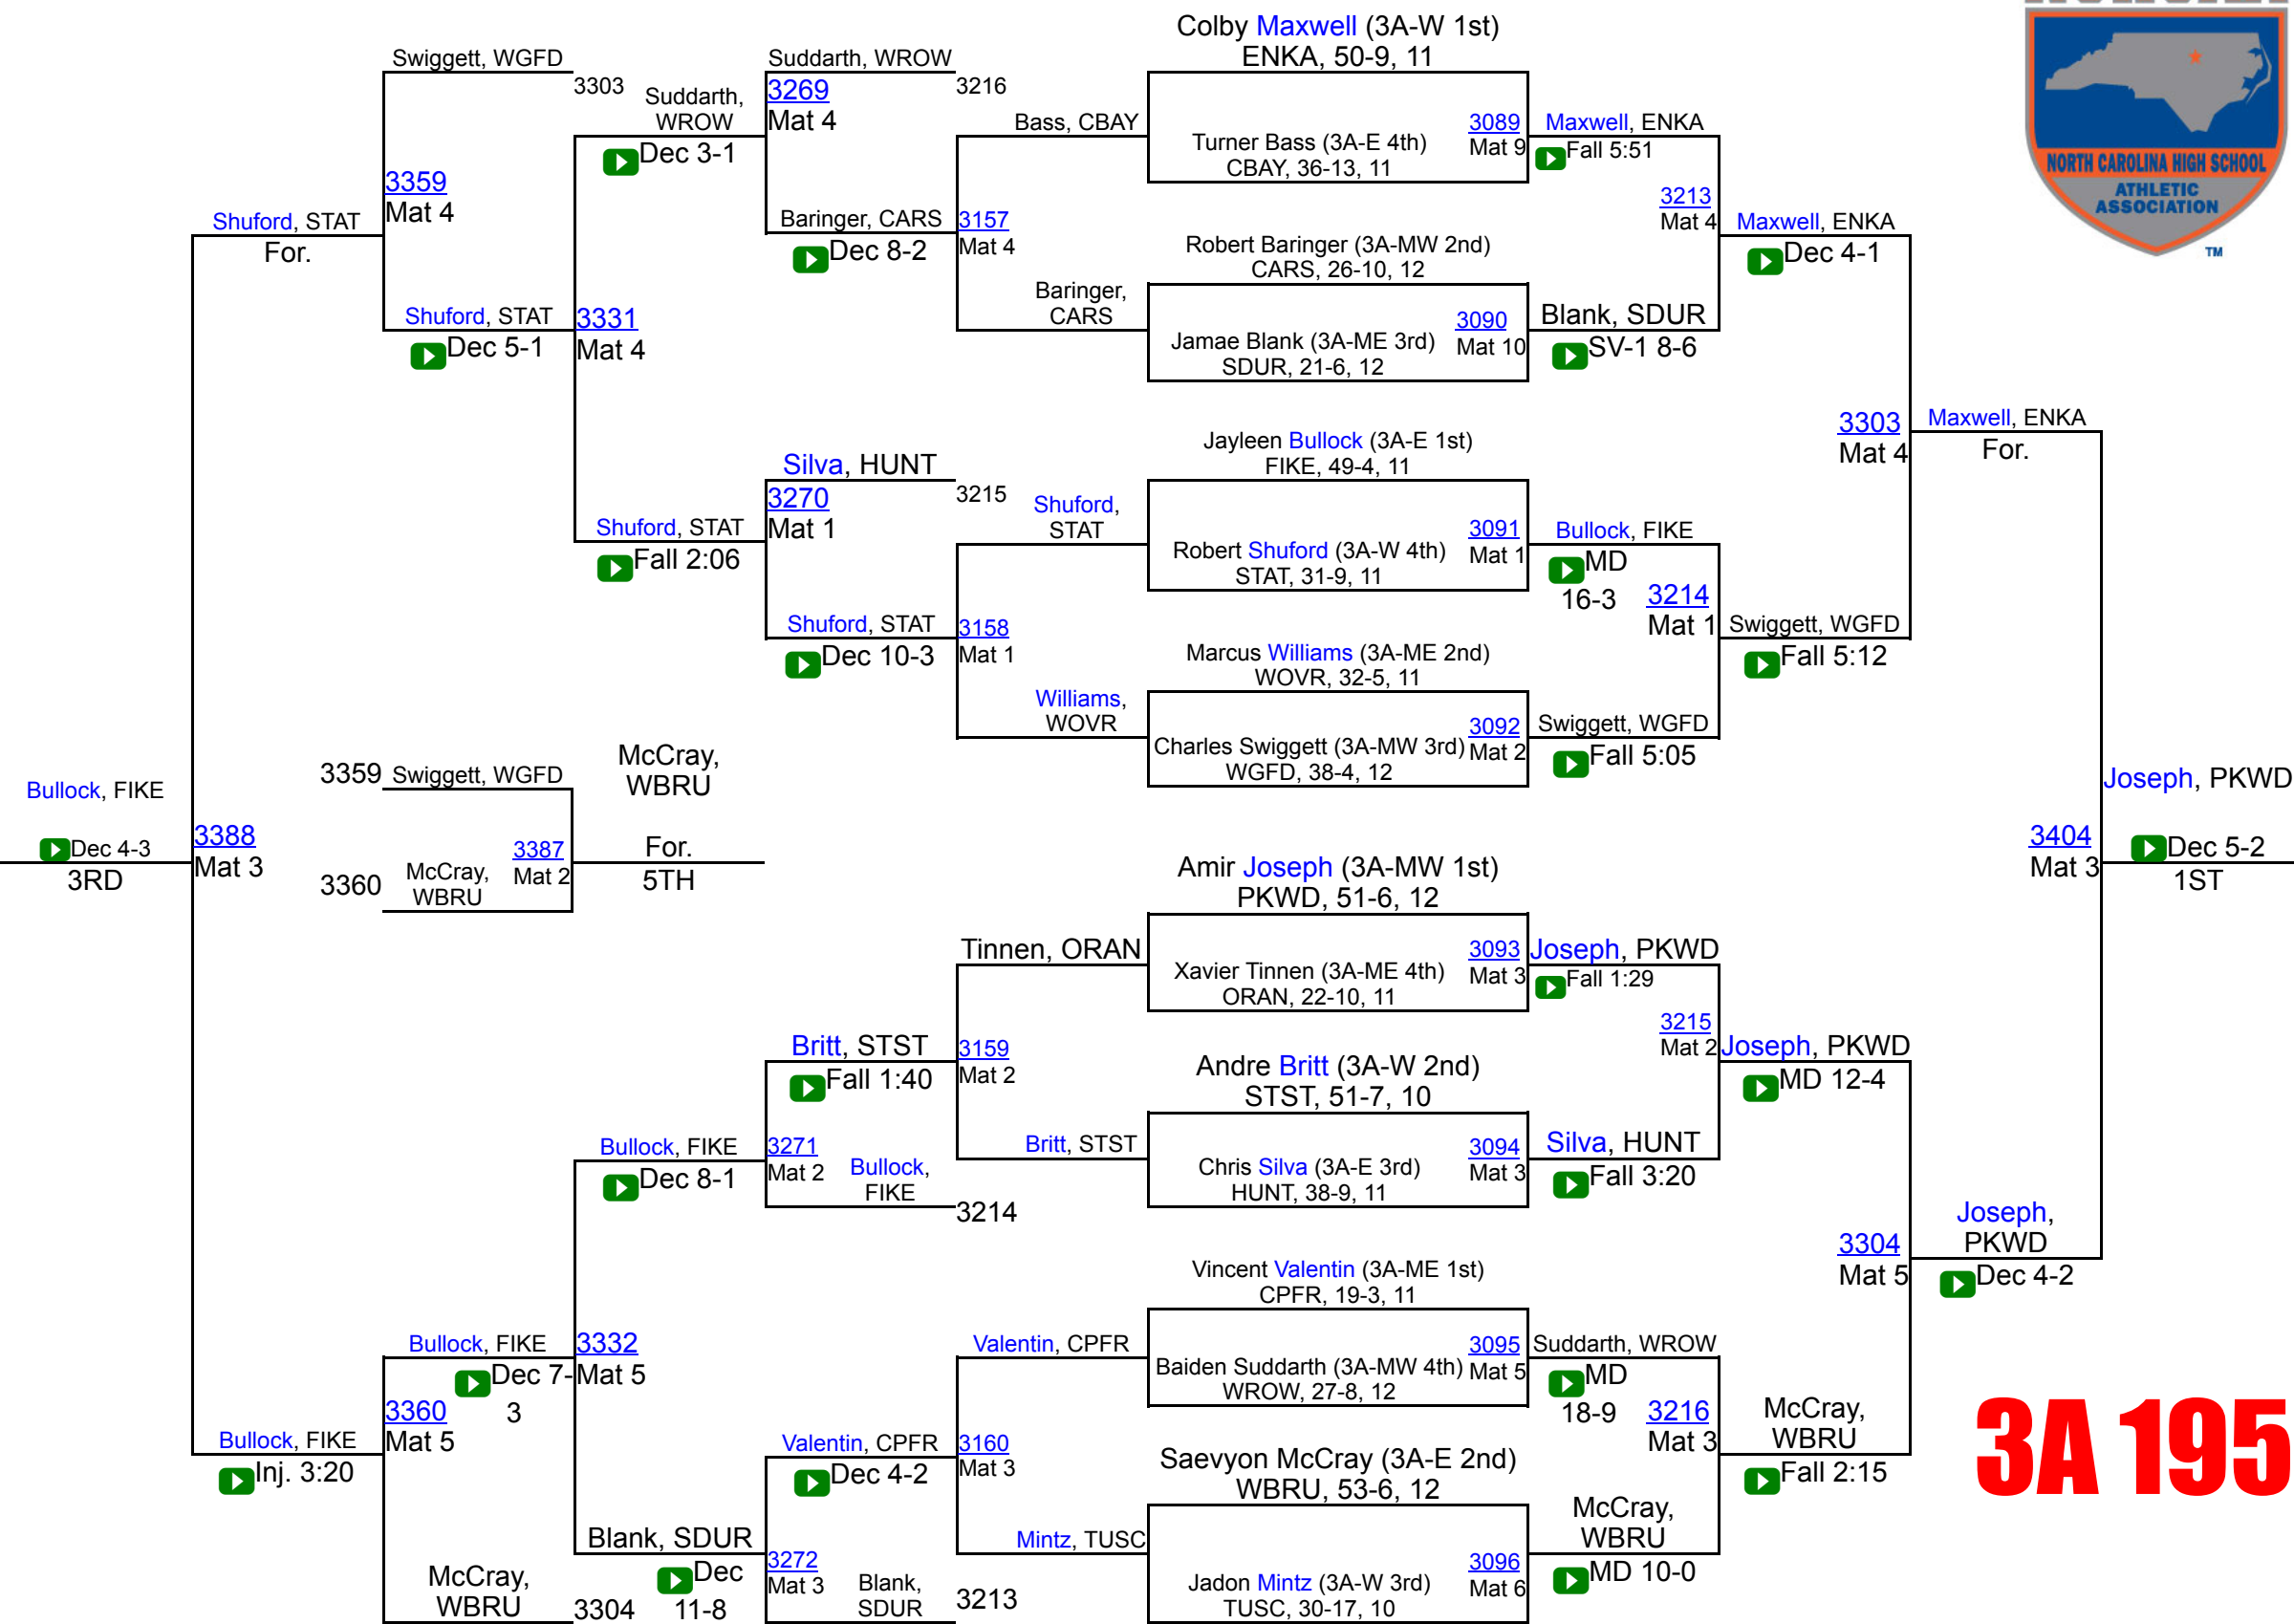 Colby Maxwell (3A-W 1st)
ENKA, 50-9, 11
Swiggett, WGFD
3303
Suddarth, WROW
3216
3269
Mat 4
Suddarth,
WROW
Dec 3-1
Bass, CBAY
Turner Bass (3A-E 4th)
CBAY, 36-13, 11
3089
Mat 9
Maxwell, ENKA
Fall 5:51
NORTH CAROLINA HIGH SCHOOL
ATHLETIC
ASSOCIATION
TM
3359
Mat 4
Shuford, STAT
For.
Baringer, CARS
Dec 8-2
3157
Mat 4
Robert Baringer (3A-MW 2nd)
CARS, 26-10, 12
3213
Mat 4
Maxwell, ENKA
Dec 4-1
Baringer,
CARS
Shuford, STAT
Dec 5-1
3331
Mat 4
Jamae Blank (3A-ME 3rd)
SDUR, 21-6, 12
3090
Mat 10
Blank, SDUR
SV-1 8-6
Jayleen Bullock (3A-E 1st)
FIKE, 49-4, 11
3303
Mat 4
Maxwell, ENKA
For.
Silva, HUNT
3215
3270
Mat 1
Shuford,
STAT
Shuford, STAT
Fall 2:06
Robert Shuford (3A-W 4th)
STAT, 31-9, 11
3091
Mat 1
Bullock, FIKE
MD
16-3
3214
Mat 1
Shuford, STAT
Dec 10-3
3158
Mat 1
Marcus Williams (3A-ME 2nd)
WOVR, 32-5, 11
Swiggett, WGFD
Fall 5:12
Williams,
WOVR
Charles Swiggett (3A-MW 3rd)
WGFD, 38-4, 12
3092
Mat 2
Swiggett, WGFD
Fall 5:05
Bullock, FIKE
Dec 4-3
3RD
3388
Mat 3
3359 Swiggett, WGFD
3360
McCray,
WBRU
3387
Mat 2
McCray,
WBRU
For.
5TH
Joseph, PKWD
3404
Mat 3
Dec 5-2
1ST
Amir Joseph (3A-MW 1st)
PKWD, 51-6, 12
Tinnen, ORAN
Xavier Tinnen (3A-ME 4th)
ORAN, 22-10, 11
3093
Mat 3
Joseph, PKWD
Fall 1:29
Britt, STST
Fall 1:40
3159
Mat 2
Andre Britt (3A-W 2nd)
STST, 51-7, 10
3215
Mat 2
Joseph, PKWD
MD 12-4
Bullock, FIKE
Dec 8-1
3271
Mat 2
Bullock,
FIKE
3214
Britt, STST
Chris Silva (3A-E 3rd)
HUNT, 38-9, 11
3094
Mat 3
Silva, HUNT
Fall 3:20
3304
Mat 5
Joseph,
PKWD
Dec 4-2
Vincent Valentin (3A-ME 1st)
CPFR, 19-3, 11
Bullock, FIKE
Dec 7-
3
3332
Mat 5
Valentin, CPFR
Baiden Suddarth (3A-MW 4th)
WROW, 27-8, 12
3095
Mat 5
Suddarth, WROW
MD
18-9
3360
Mat 5
Bullock, FIKE
Inj. 3:20
Valentin, CPFR
Dec 4-2
3160
Mat 3
Saevyon McCray (3A-E 2nd)
WBRU, 53-6, 12
3216
Mat 3
McCray,
WBRU
Fall 2:15
3A 195
Blank, SDUR
Dec
11-8
3272
Mat 3
Mintz, TUSC
Jadon Mintz (3A-W 3rd)
TUSC, 30-17, 10
3096
Mat 6
McCray,
WBRU
MD 10-0
McCray,
WBRU
3304
Blank,
SDUR
3213